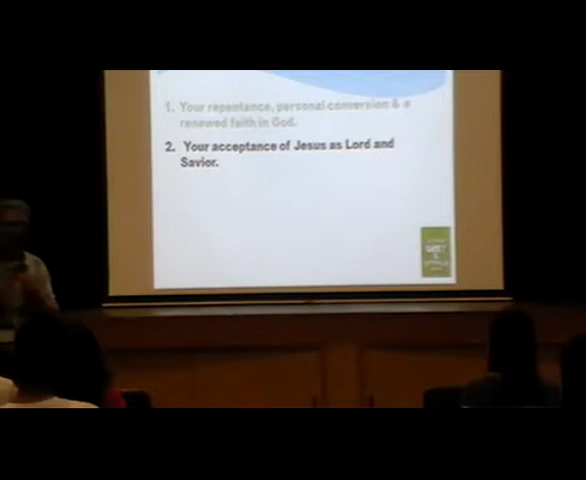 1. Your repentance, personal conversion & a
renewed faith in God.
2. Your acceptance of Jesus as Lord and
Savior.